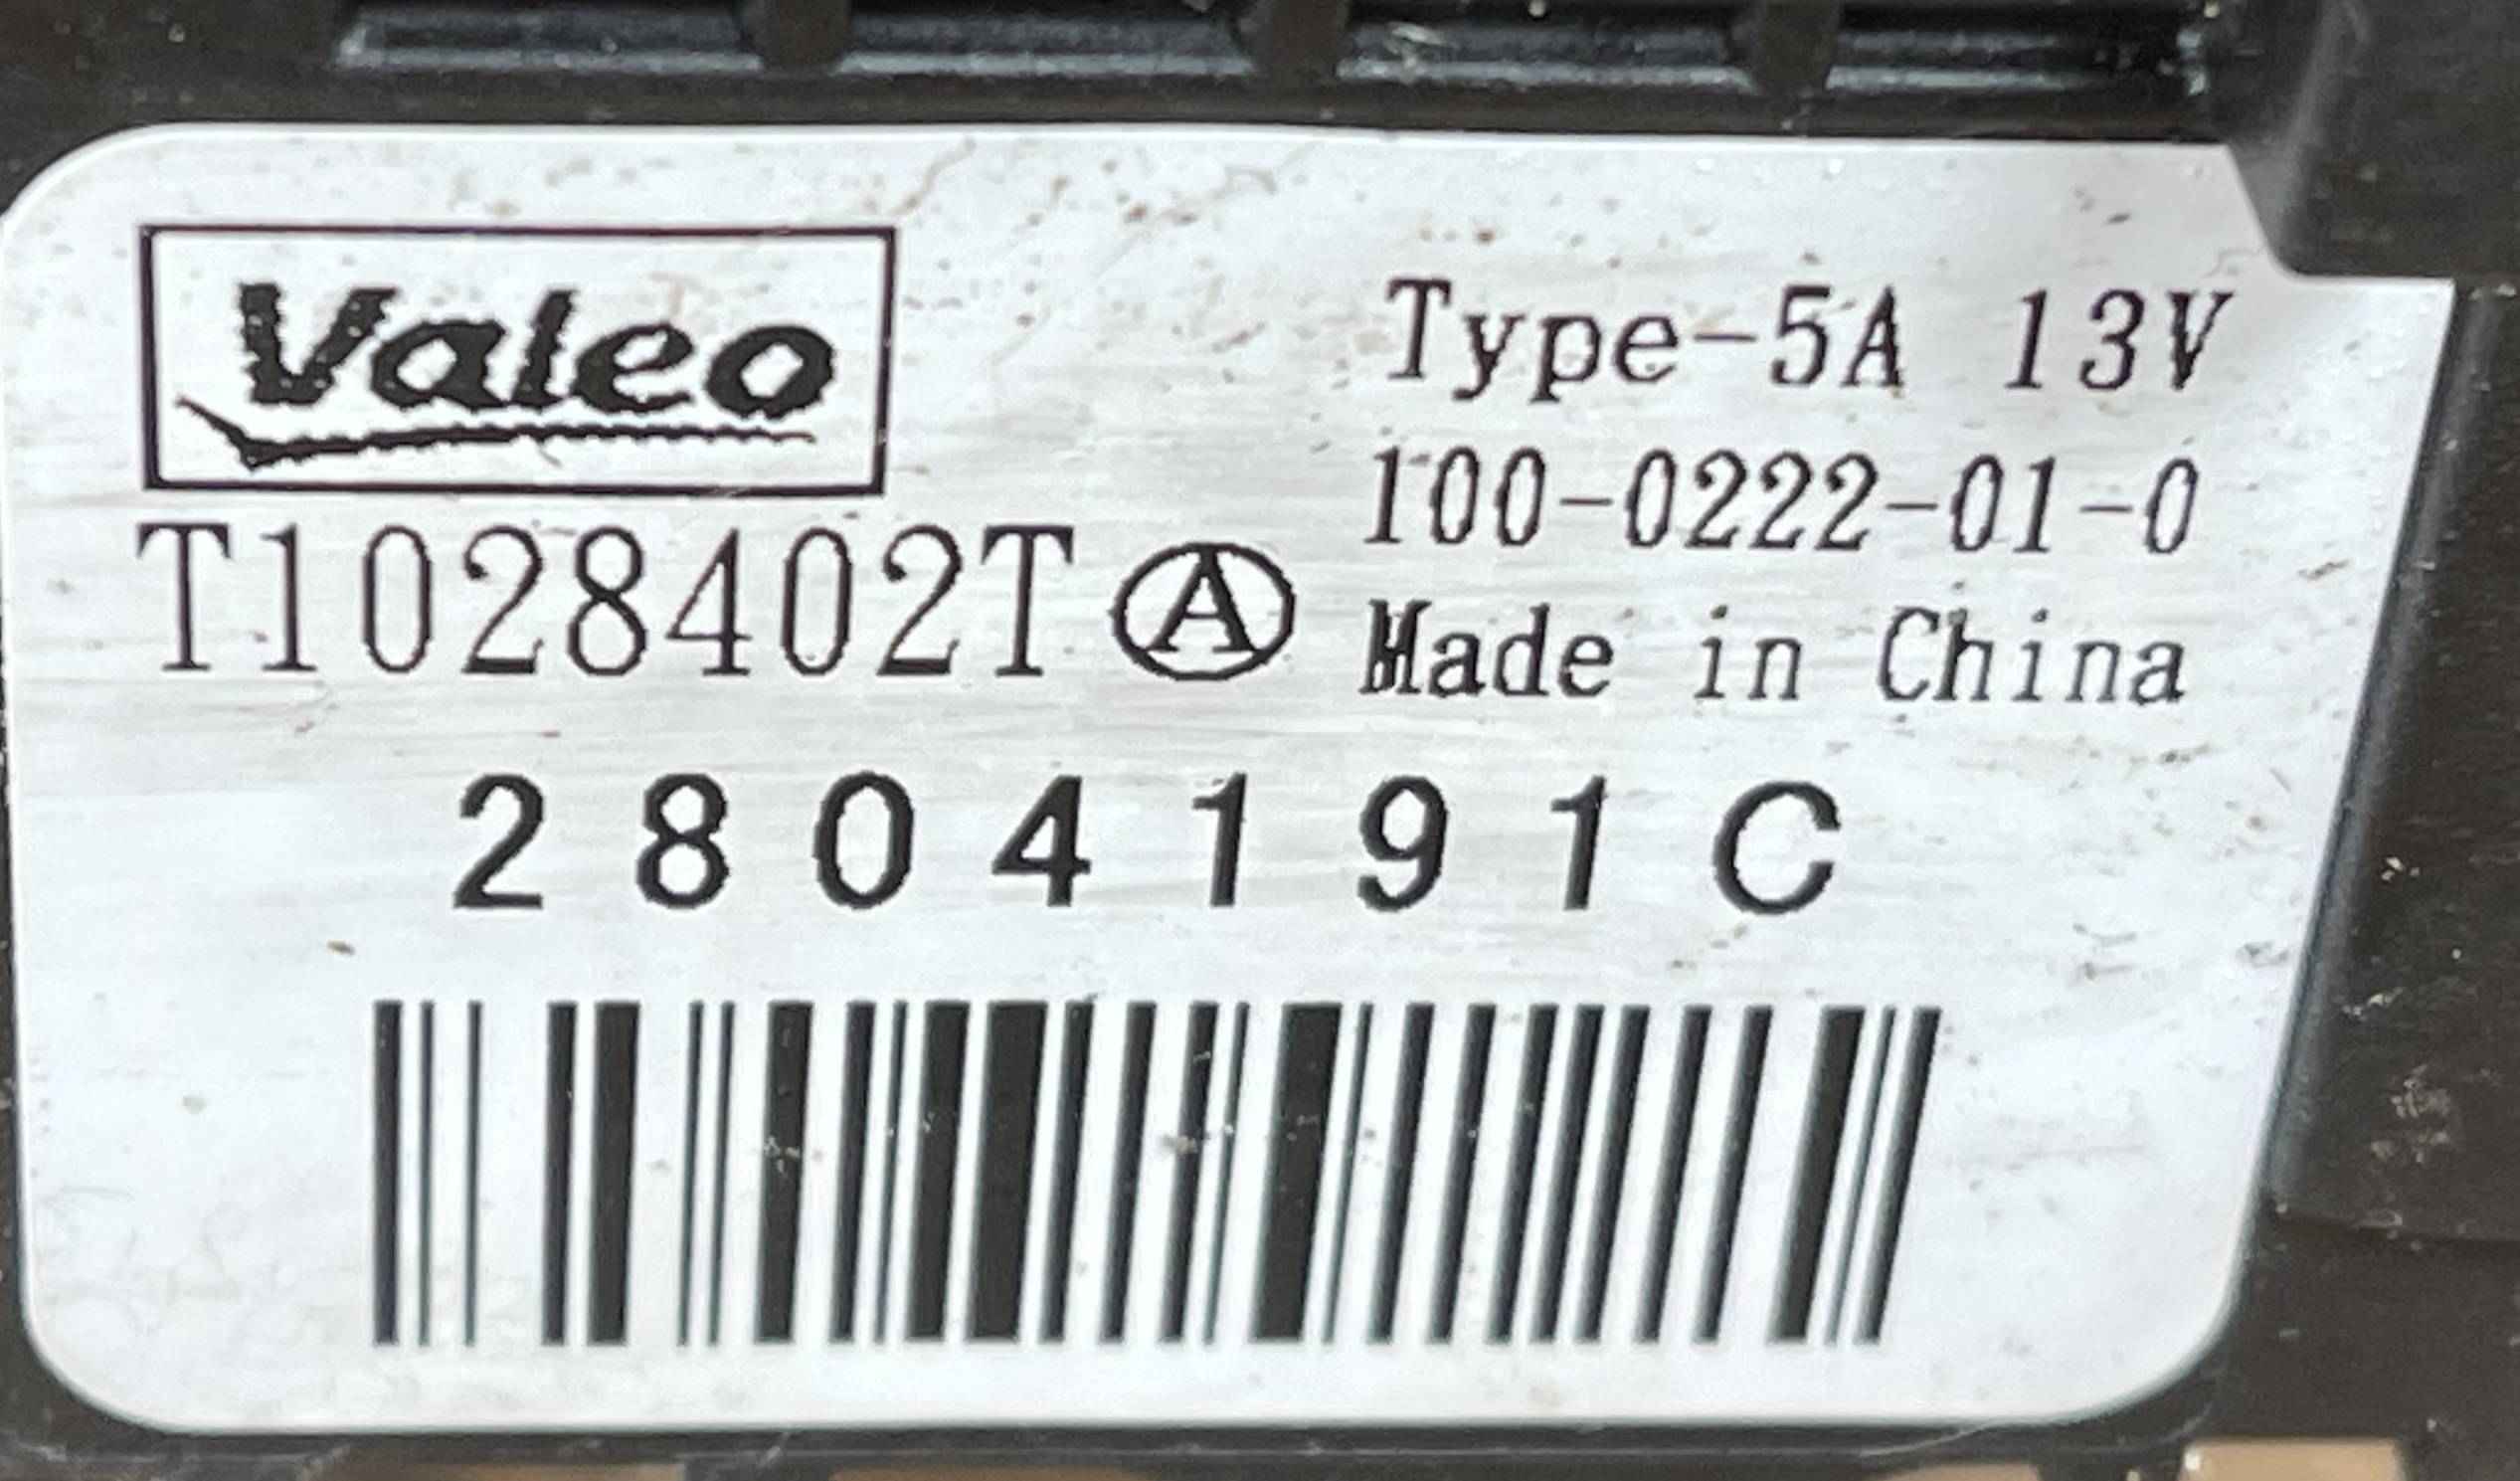 Valeo
Type-5A 13V
100-0222-01-0
T1028402T Ⓐ
Made in China
2804191C